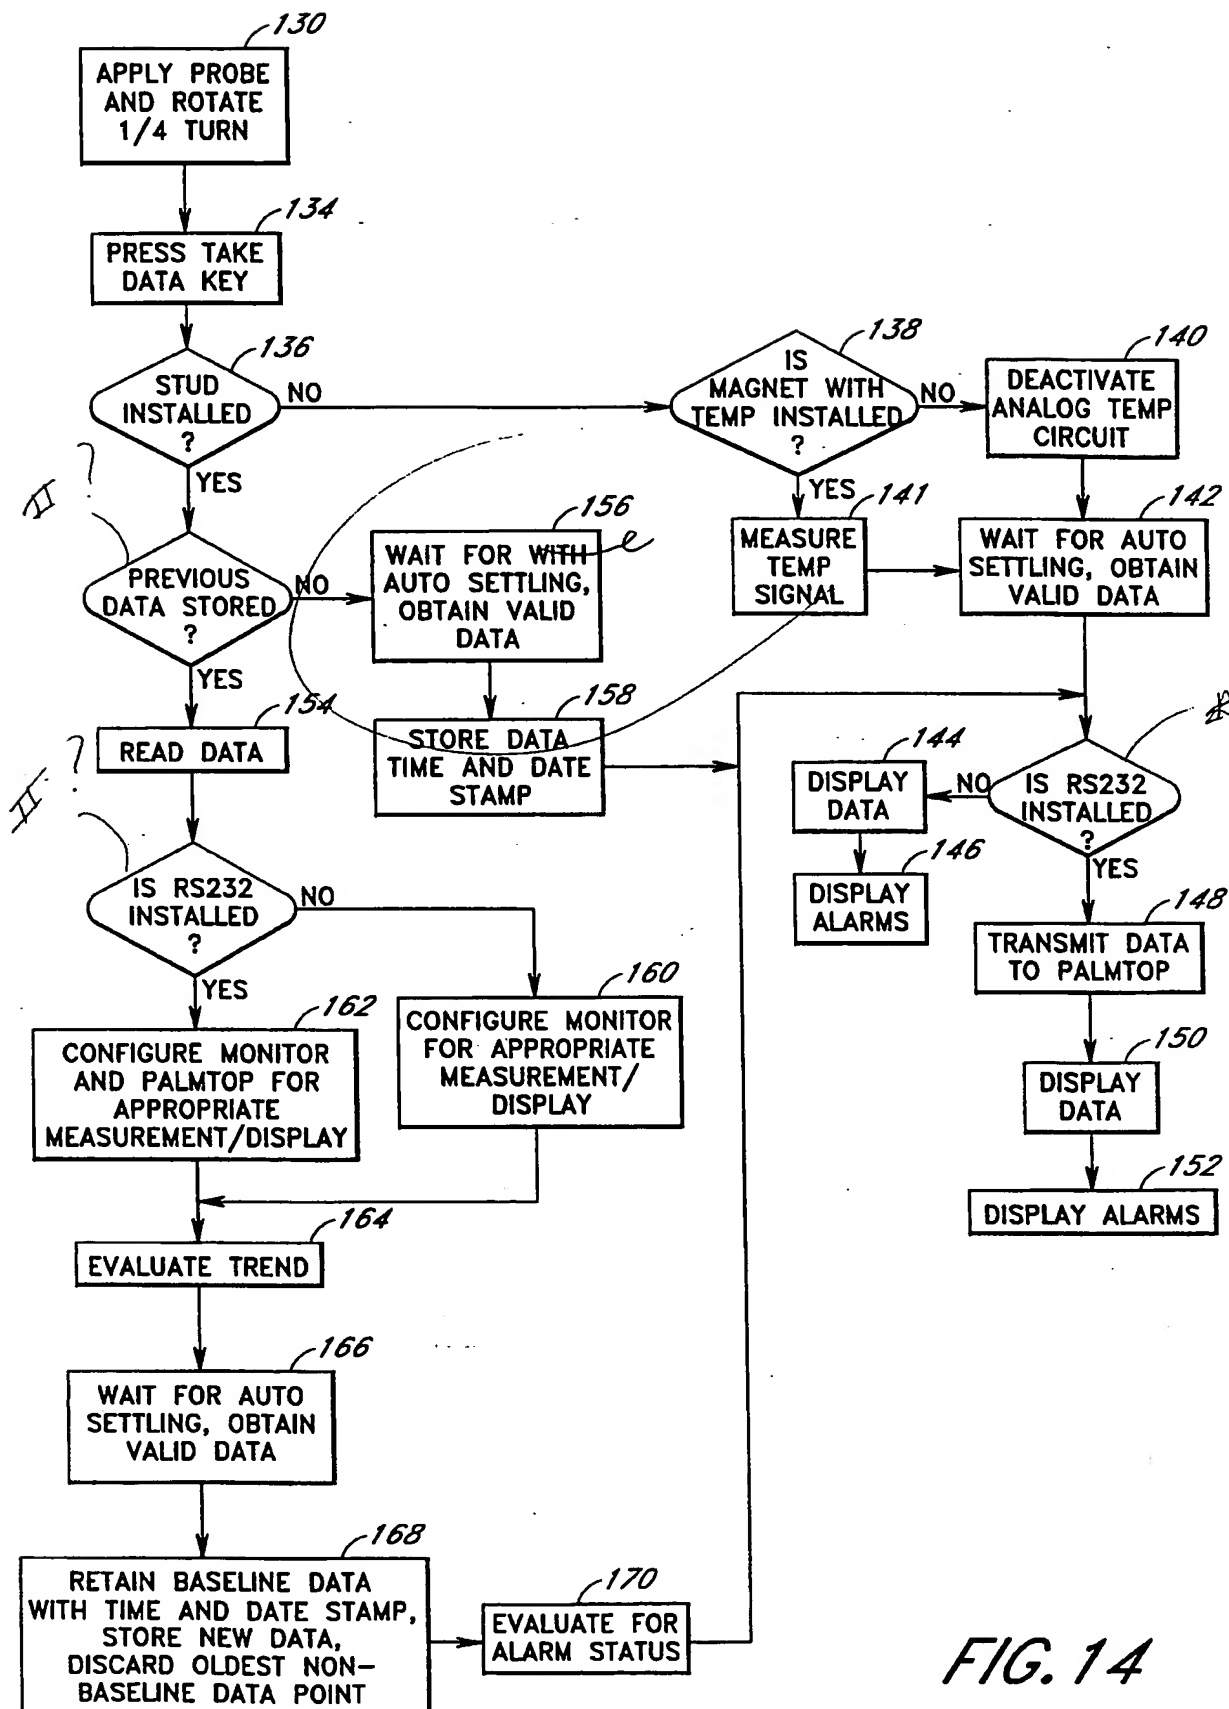 130
APPLY PROBE
AND ROTATE
1/4 TURN
134
PRESS TAKE
DATA KEY
136
STUD
INSTALLED
?
NO
YES
138
IS
MAGNET WITH
TEMP INSTALLED
?
NO
YES
140
DEACTIVATE
ANALOG TEMP
CIRCUIT
141
MEASURE
TEMP
SIGNAL
142
WAIT FOR AUTO
SETTLING, OBTAIN
VALID DATA
II ?
PREVIOUS
DATA STORED
?
NO
YES
156
WAIT FOR WITH
AUTO SETTLING,
OBTAIN VALID
DATA
158
STORE DATA
TIME AND DATE
STAMP
154
READ DATA
II ?
IS RS232
INSTALLED
?
NO
YES
IS RS232
INSTALLED
?
NO
YES
144
DISPLAY
DATA
146
DISPLAY
ALARMS
148
TRANSMIT DATA
TO PALMTOP
150
DISPLAY
DATA
152
DISPLAY ALARMS
160
CONFIGURE MONITOR
FOR APPROPRIATE
MEASUREMENT/
DISPLAY
162
CONFIGURE MONITOR
AND PALMTOP FOR
APPROPRIATE
MEASUREMENT/DISPLAY
164
EVALUATE TREND
166
WAIT FOR AUTO
SETTLING, OBTAIN
VALID DATA
168
RETAIN BASELINE DATA
WITH TIME AND DATE STAMP,
STORE NEW DATA,
DISCARD OLDEST NON-
BASELINE DATA POINT
170
EVALUATE FOR
ALARM STATUS
FIG. 14